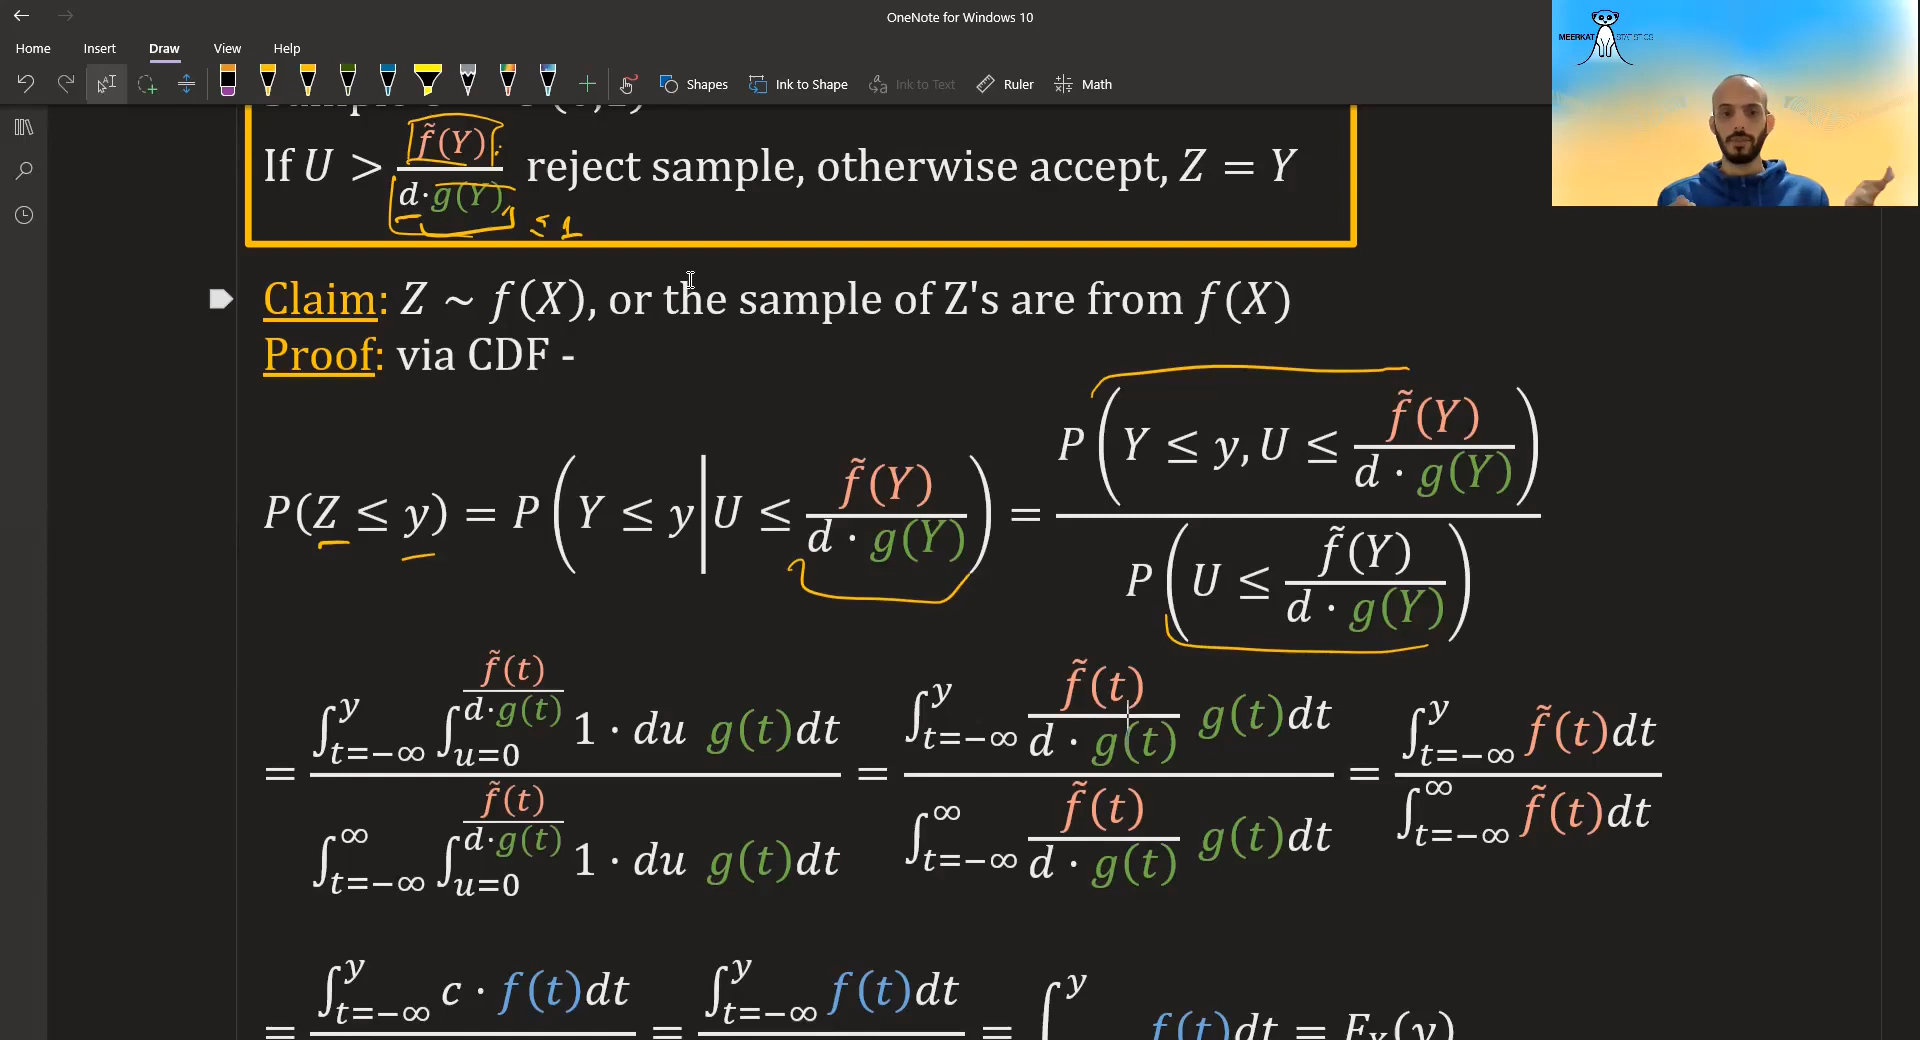 OneNote for Windows 10
Home Insert Draw View Help
Shapes Ink to Shape Ink to Text Ruler Math
MEERKAT STATISTICS
If U > f̃(Y) / d·g(Y) reject sample, otherwise accept, Z = Y
≤ 1
Claim: Z ~ f(X), or the sample of Z's are from f(X)
Proof: via CDF -
P(Z ≤ y) = P(Y ≤ y | U ≤ f̃(Y) / d · g(Y)) = P(Y ≤ y, U ≤ f̃(Y) / d · g(Y)) / P(U ≤ f̃(Y) / d · g(Y))
= ∫_{t=−∞}^{y} ∫_{u=0}^{f̃(t) / d·g(t)} 1 · du g(t)dt / ∫_{t=−∞}^{∞} ∫_{u=0}^{f̃(t) / d·g(t)} 1 · du g(t)dt = ∫_{t=−∞}^{y} f̃(t) / d · g(t) g(t)dt / ∫_{t=−∞}^{∞} f̃(t) / d · g(t) g(t)dt = ∫_{t=−∞}^{y} f̃(t)dt / ∫_{t=−∞}^{∞} f̃(t)dt
= ∫_{t=−∞}^{y} c · f(t)dt = ∫_{t=−∞}^{y} f(t)dt = ∫^{y} f(t)dt = F_X(y)